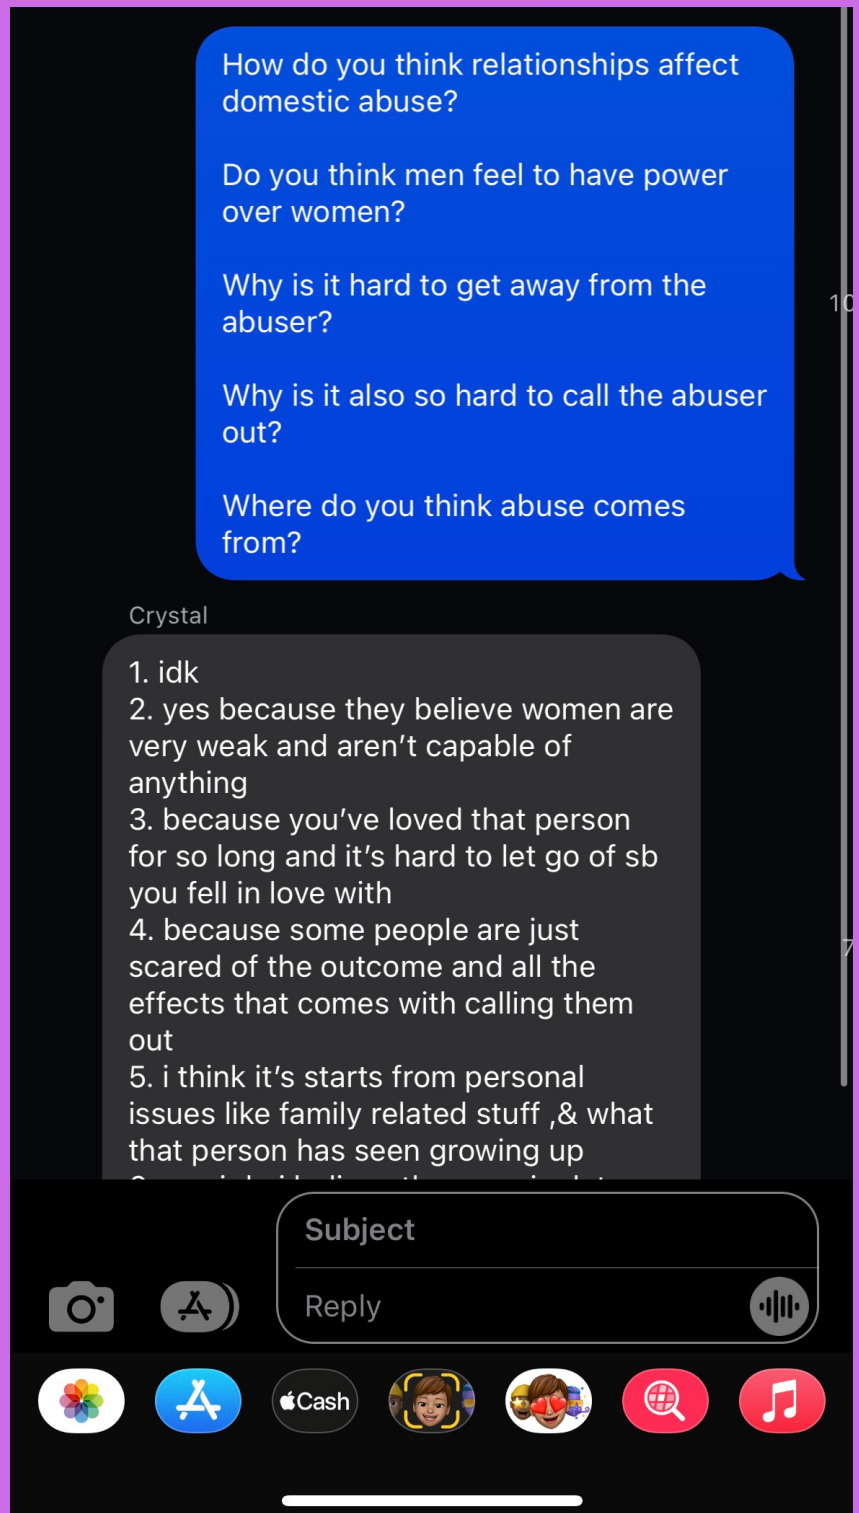 How do you think relationships affect
domestic abuse?
Do you think men feel to have power
over women?
Why is it hard to get away from the
abuser?
Why is it also so hard to call the abuser
out?
Where do you think abuse comes
from?
10
Crystal
1. idk
2. yes because they believe women are
very weak and aren't capable of
anything
3. because you've loved that person
for so long and it's hard to let go of sb
you fell in love with
4. because some people are just
scared of the outcome and all the
effects that comes with calling them
out
5. i think it's starts from personal
issues like family related stuff ,& what
that person has seen growing up
7
Subject
Reply
Cash